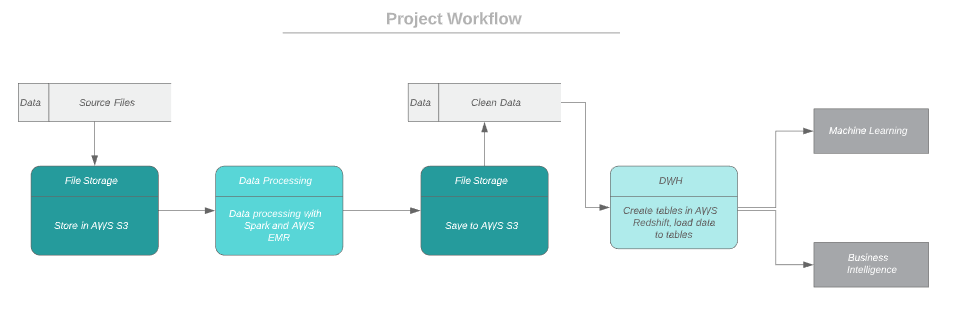 Project Workflow
Data
Source Files
Data
Clean Data
Machine Learning
File Storage
Store in AWS S3
Data Processing
Data processing with
Spark and AWS
EMR
File Storage
Save to AWS S3
DWH
Create tables in AWS
Redshift, load data
to tables
Business
Intelligence